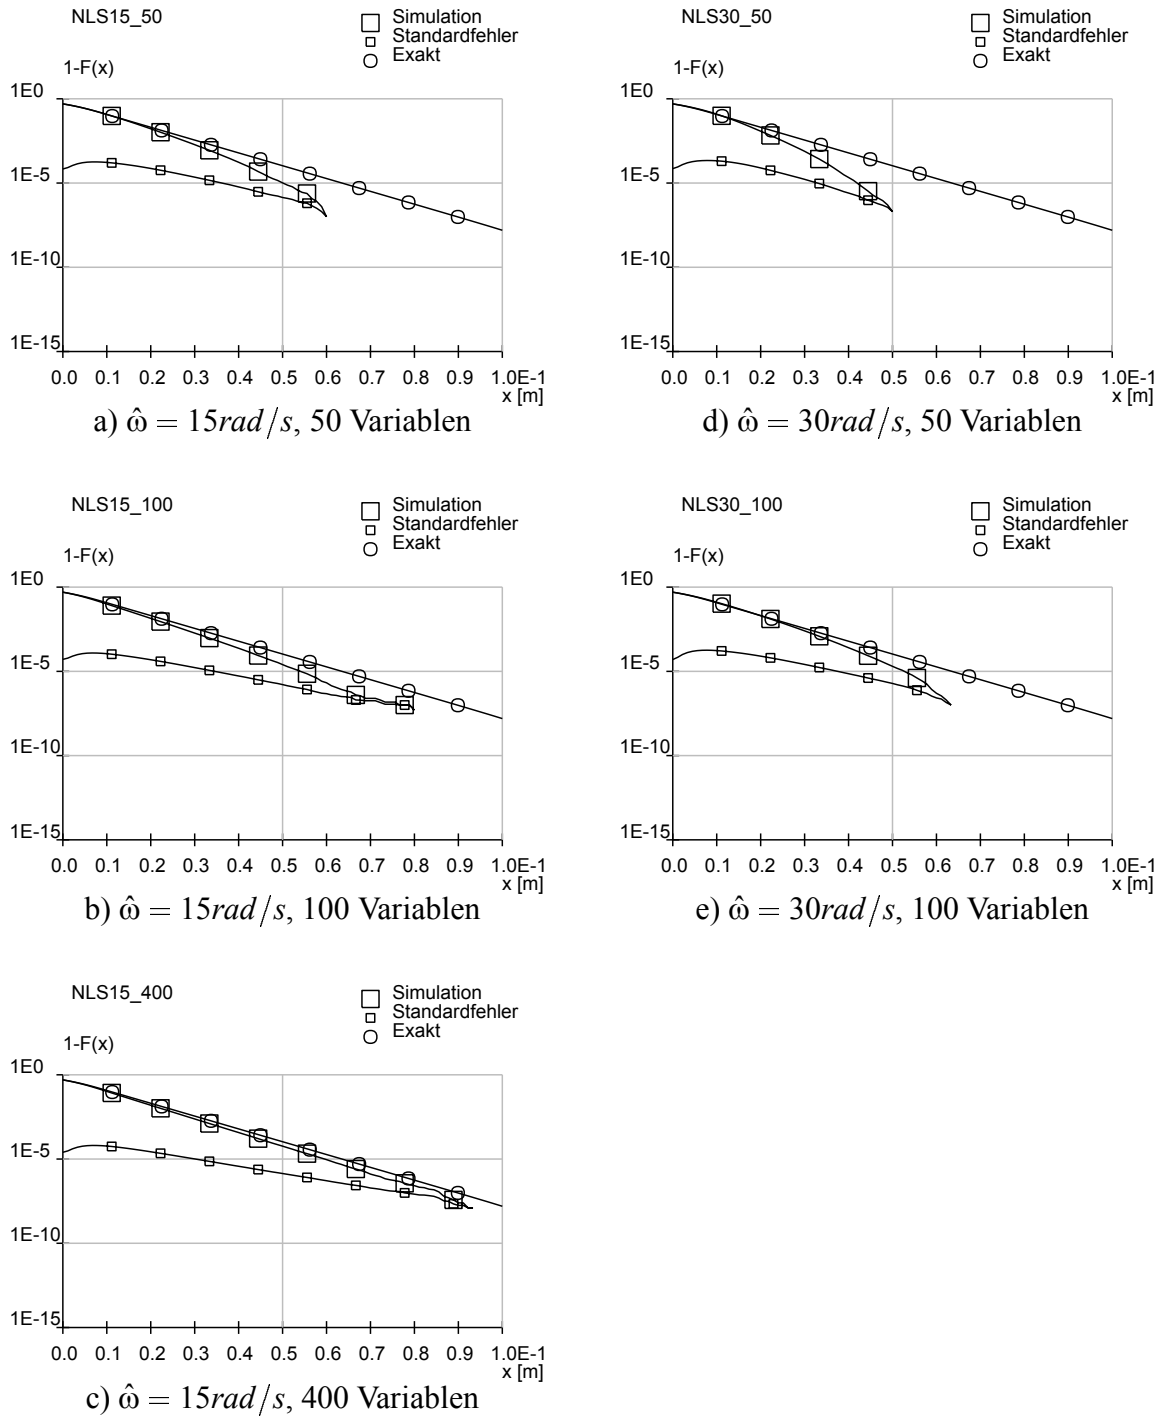 NLS15_50
Simulation
Standardfehler
Exakt
1-F(x)
1E0
1E-5
1E-10
1E-15
0.0 0.1 0.2 0.3 0.4 0.5 0.6 0.7 0.8 0.9 1.0E-1
x [m]
a) ω̂ = 15rad/s, 50 Variablen
NLS30_50
Simulation
Standardfehler
Exakt
1-F(x)
1E0
1E-5
1E-10
1E-15
0.0 0.1 0.2 0.3 0.4 0.5 0.6 0.7 0.8 0.9 1.0E-1
x [m]
d) ω̂ = 30rad/s, 50 Variablen
NLS15_100
Simulation
Standardfehler
Exakt
1-F(x)
1E0
1E-5
1E-10
1E-15
0.0 0.1 0.2 0.3 0.4 0.5 0.6 0.7 0.8 0.9 1.0E-1
x [m]
b) ω̂ = 15rad/s, 100 Variablen
NLS30_100
Simulation
Standardfehler
Exakt
1-F(x)
1E0
1E-5
1E-10
1E-15
0.0 0.1 0.2 0.3 0.4 0.5 0.6 0.7 0.8 0.9 1.0E-1
x [m]
e) ω̂ = 30rad/s, 100 Variablen
NLS15_400
Simulation
Standardfehler
Exakt
1-F(x)
1E0
1E-5
1E-10
1E-15
0.0 0.1 0.2 0.3 0.4 0.5 0.6 0.7 0.8 0.9 1.0E-1
x [m]
c) ω̂ = 15rad/s, 400 Variablen